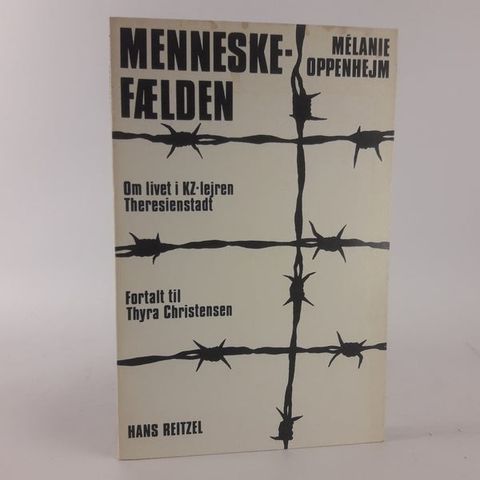 MENNESKE-
FÆLDEN
MÉLANIE
OPPENHEJM
Om livet i KZ-lejren
Theresienstadt
Fortalt til
Thyra Christensen
HANS REITZEL